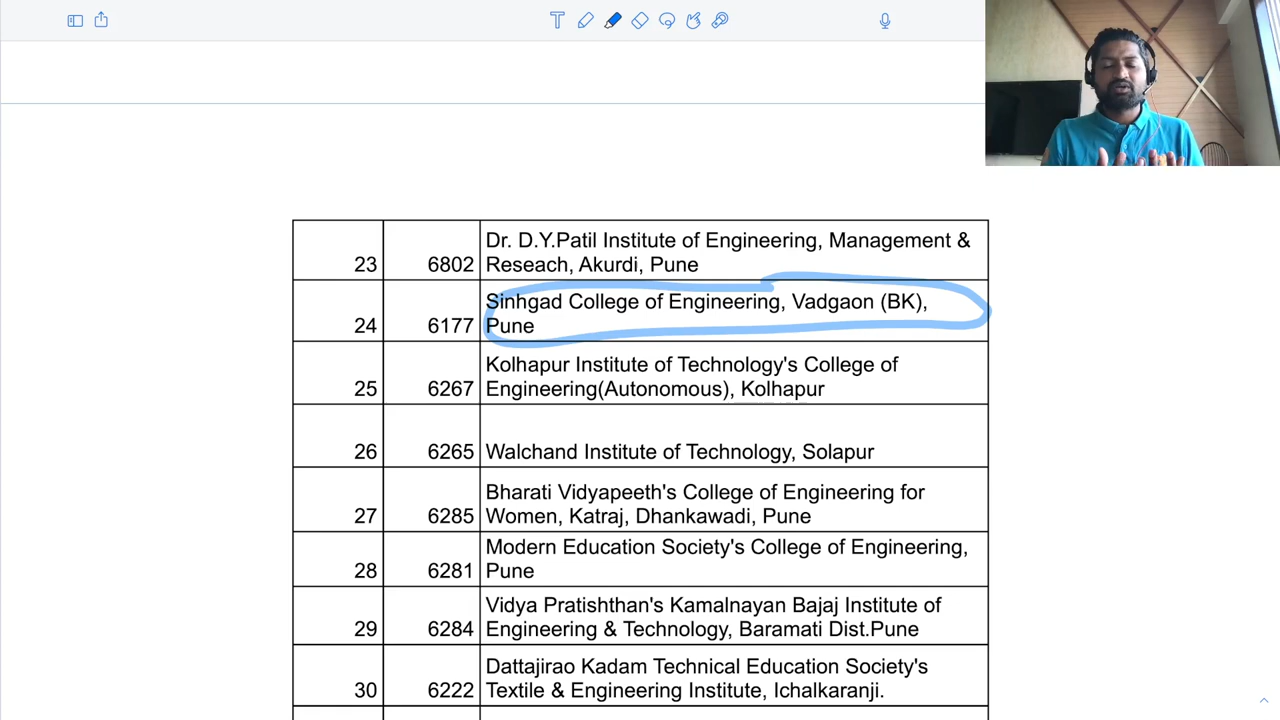 23 6802 Dr. D.Y.Patil Institute of Engineering, Management &
Reseach, Akurdi, Pune
24 6177 Sinhgad College of Engineering, Vadgaon (BK),
Pune
25 6267 Kolhapur Institute of Technology's College of
Engineering(Autonomous), Kolhapur
26 6265 Walchand Institute of Technology, Solapur
27 6285 Bharati Vidyapeeth's College of Engineering for
Women, Katraj, Dhankawadi, Pune
28 6281 Modern Education Society's College of Engineering,
Pune
29 6284 Vidya Pratishthan's Kamalnayan Bajaj Institute of
Engineering & Technology, Baramati Dist.Pune
30 6222 Dattajirao Kadam Technical Education Society's
Textile & Engineering Institute, Ichalkaranji.